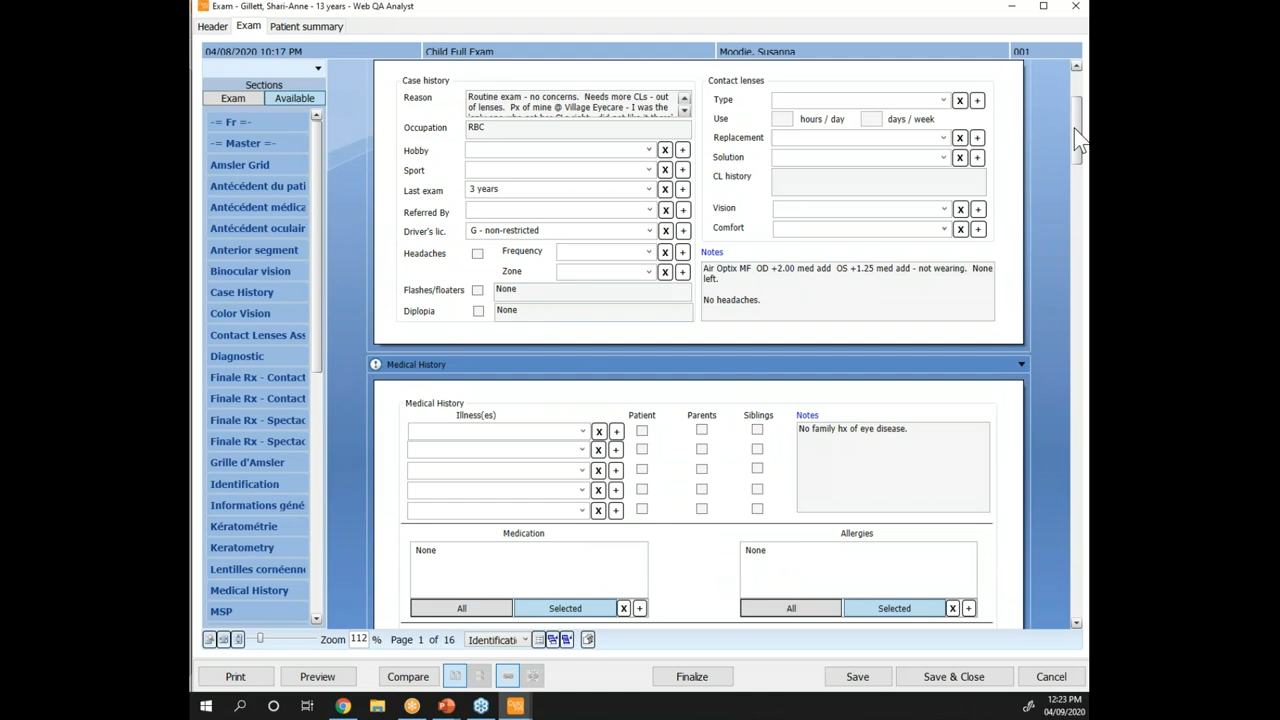 Exam - Gillett, Shari-Anne - 13 years - Web QA Analyst
Header
Exam
Patient summary
04/08/2020 10:17 PM
Child Full Exam
Moodie, Susanna
001
Sections
Exam
Available
-= Fr =-
-= Master =-
Amsler Grid
Antécédent du pati
Antécédent médica
Antécédent oculair
Anterior segment
Binocular vision
Case History
Color Vision
Contact Lenses Ass
Diagnostic
Finale Rx - Contact
Finale Rx - Contact
Finale Rx - Spectac
Finale Rx - Spectac
Grille d'Amsler
Identification
Informations géné
Kératométrie
Keratometry
Lentilles cornéenn
Medical History
MSP
Case history
Reason
Routine exam - no concerns. Needs more CLs - out
of lenses. Px of mine @ Village Eyecare - I was the
Occupation
RBC
Hobby
X
+
Sport
X
+
Last exam
3 years
X
+
Referred By
X
+
Driver's lic.
G - non-restricted
X
+
Headaches
Frequency
X
+
Zone
X
+
Flashes/floaters
None
Diplopia
None
Contact lenses
Type
X
+
Use
hours / day
days / week
Replacement
X
+
Solution
X
+
CL history
Vision
X
+
Comfort
X
+
Notes
Air Optix MF OD +2.00 med add OS +1.25 med add - not wearing. None
left.
No headaches.
Medical History
Medical History
Illness(es)
Patient
Parents
Siblings
Notes
X
+
X
+
X
+
X
+
X
+
No family hx of eye disease.
Medication
None
All
Selected
X
+
Allergies
None
All
Selected
X
+
Zoom
112
%
Page 1 of 16
Identificati
Print
Preview
Compare
Finalize
Save
Save & Close
Cancel
12:23 PM
04/09/2020